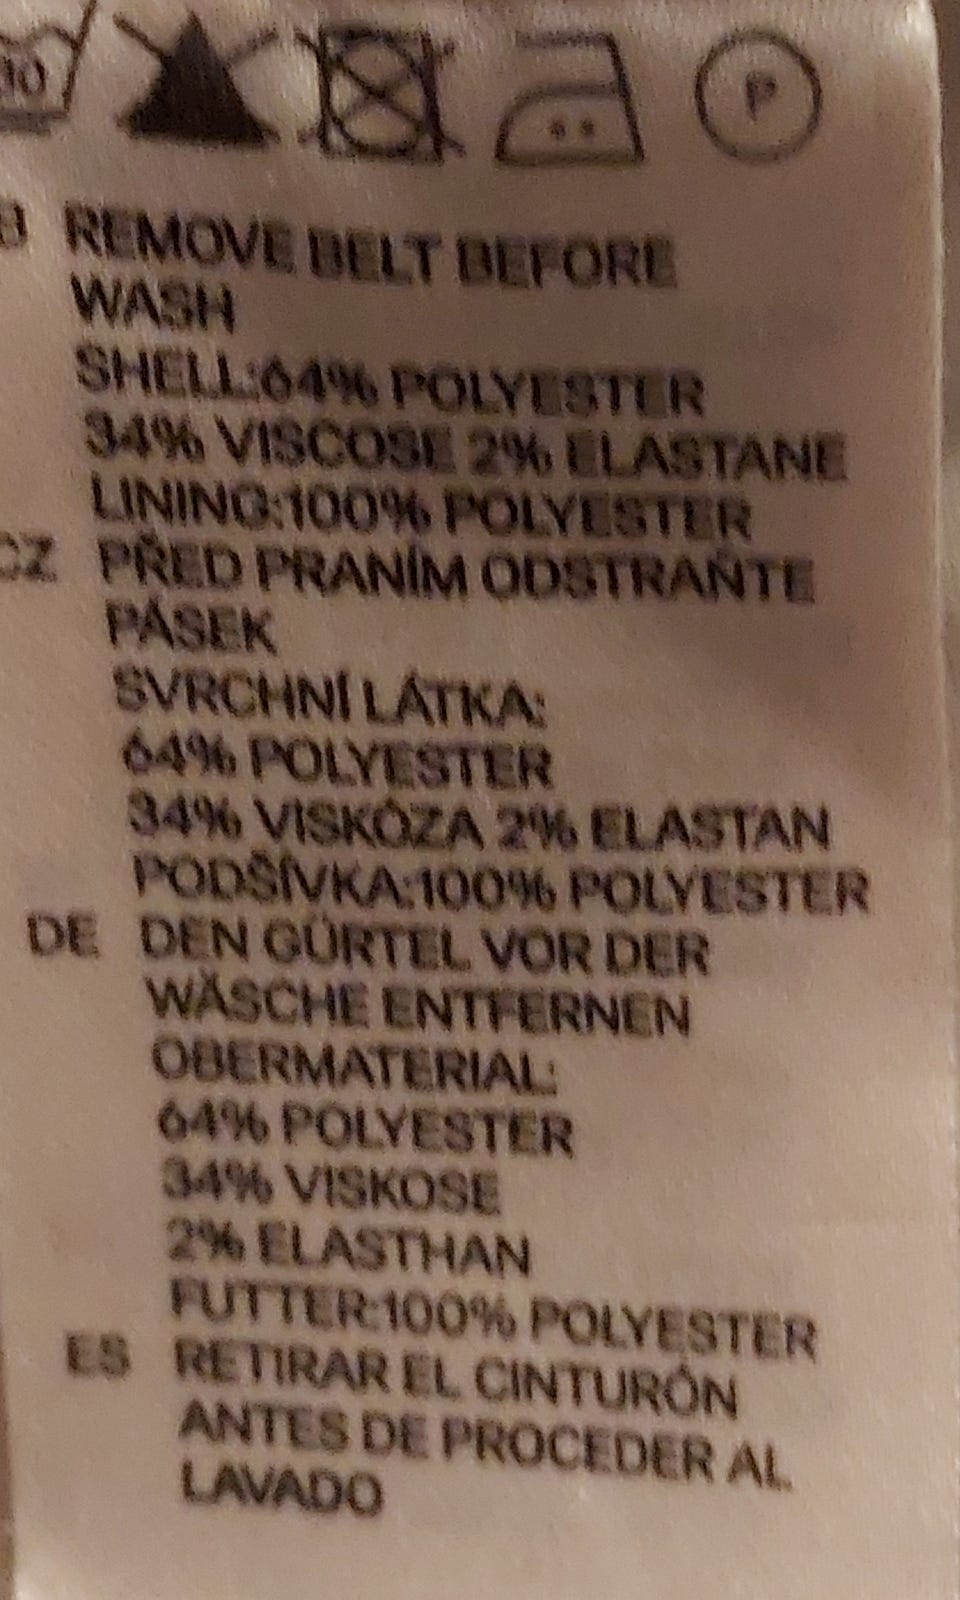 P
REMOVE BELT BEFORE
WASH
SHELL:64% POLYESTER
34% VISCOSE 2% ELASTANE
LINING:100% POLYESTER
CZ PŘED PRANÍM ODSTRAŇTE
PÁSEK
SVRCHNÍ LÁTKA:
64% POLYESTER
34% VISKÓZA 2% ELASTAN
PODŠÍVKA:100% POLYESTER
DE DEN GÜRTEL VOR DER
WÄSCHE ENTFERNEN
OBERMATERIAL:
64% POLYESTER
34% VISKOSE
2% ELASTHAN
FUTTER:100% POLYESTER
ES RETIRAR EL CINTURÓN
ANTES DE PROCEDER AL
LAVADO